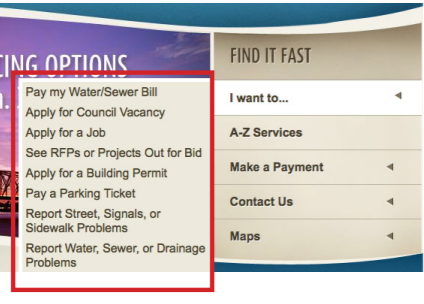 CING OPTIONS
FIND IT FAST
Pay my Water/Sewer Bill
Apply for Council Vacancy
Apply for a Job
See RFPs or Projects Out for Bid
Apply for a Building Permit
Pay a Parking Ticket
Report Street, Signals, or
Sidewalk Problems
Report Water, Sewer, or Drainage
Problems
I want to...
A-Z Services
Make a Payment
Contact Us
Maps